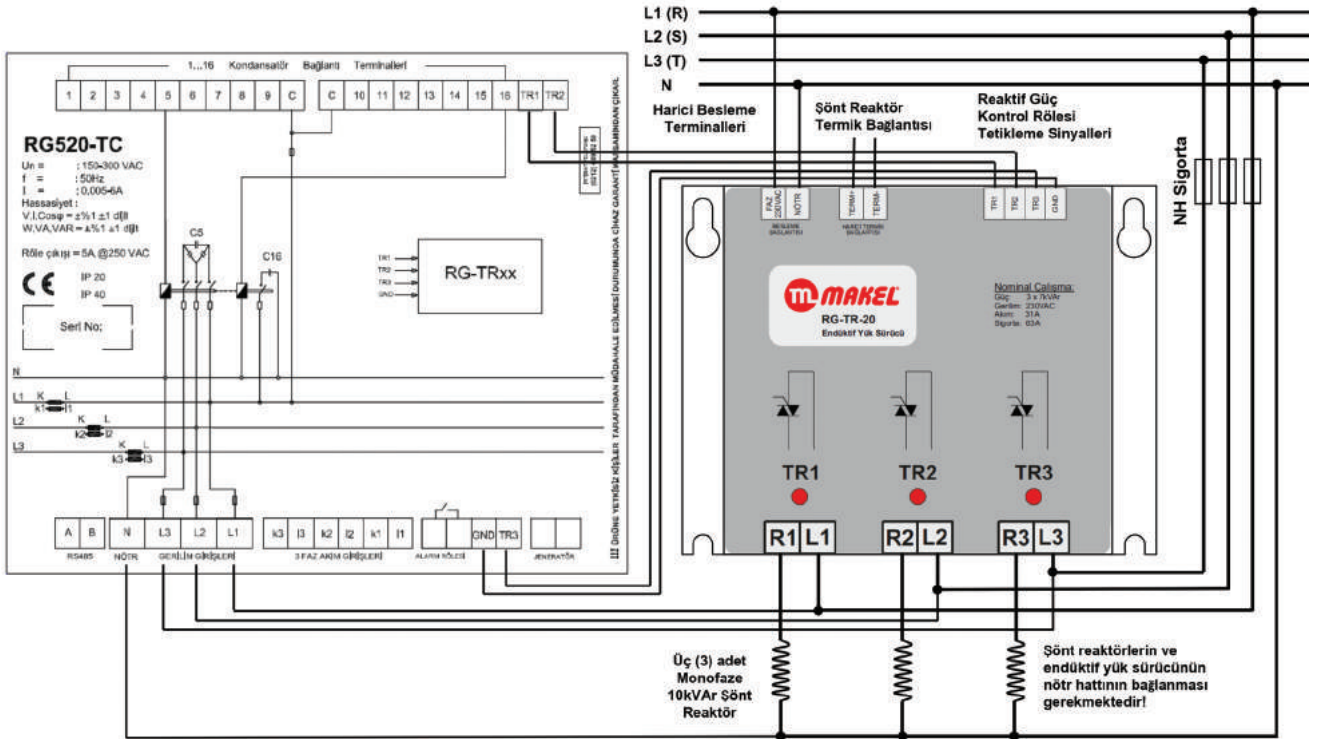 L1 (R)
L2 (S)
L3 (T)
N
1...16 Kondansatör Bağlantı Terminalleri
1 2 3 4 5 6 7 8 9 C
C 10 11 12 13 14 15 16 TR1 TR2
RG520-TC
Un = : 150-300 VAC
f = : 50Hz
I = : 0,005-6A
Hassasiyet :
V,I,Cosφ = ±%1 ±1 dijit
W,VA,VAR = ±%1 ±1 dijit
Röle çıkışı = 5A @250 VAC
CE
IP 20
IP 40
Seri No:
C5
C16
TR1
TR2
TR3
GND
RG-TRxx
N
L1 K L
k1 l1
L2 K L
k2 l2
L3 K L
k3 l3
A B
RS485
N L3 L2 L1
NÖTR GERİLİM GİRİŞLERİ
k3 l3 k2 l2 k1 l1
3 FAZ AKIM GİRİŞLERİ
ALARM RÖLESİ
GND TR3
JENERATÖR
!!! ÜRÜNE YETKİSİZ KİŞİLER TARAFINDAN MÜDAHALE EDİLMESİ DURUMUNDA CİHAZ GARANTİ KAPSAMINDAN ÇIKAR.
Harici Besleme
Terminalleri
Şönt Reaktör
Termik Bağlantısı
Reaktif Güç
Kontrol Rölesi
Tetikleme Sinyalleri
NH Sigorta
FAZ
230VAC
NÖTR
BESLEME
BAĞLANTISI
TERM+
TERM-
HARİCİ TERMİK
BAĞLANTISI
TR1
TR2
TR3
GND
m MAKEL
RG-TR-20
Endüktif Yük Sürücü
Nominal Calisma:
Güç: 3 x 7kVAr
Gerilim: 230VAC
Akım: 31A
Sigorta: 63A
TR1
TR2
TR3
R1 L1
R2 L2
R3 L3
Üç (3) adet
Monofaze
10kVAr Şönt
Reaktör
Şönt reaktörlerin ve
endüktif yük sürücünün
nötr hattının bağlanması
gerekmektedir!